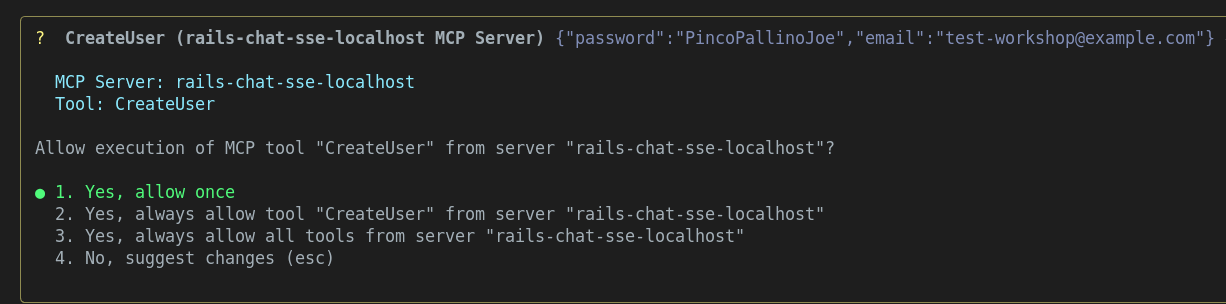 ? CreateUser (rails-chat-sse-localhost MCP Server) {"password":"PincoPallinoJoe","email":"test-workshop@example.com"}
MCP Server: rails-chat-sse-localhost
Tool: CreateUser
Allow execution of MCP tool "CreateUser" from server "rails-chat-sse-localhost"?
● 1. Yes, allow once
2. Yes, always allow tool "CreateUser" from server "rails-chat-sse-localhost"
3. Yes, always allow all tools from server "rails-chat-sse-localhost"
4. No, suggest changes (esc)